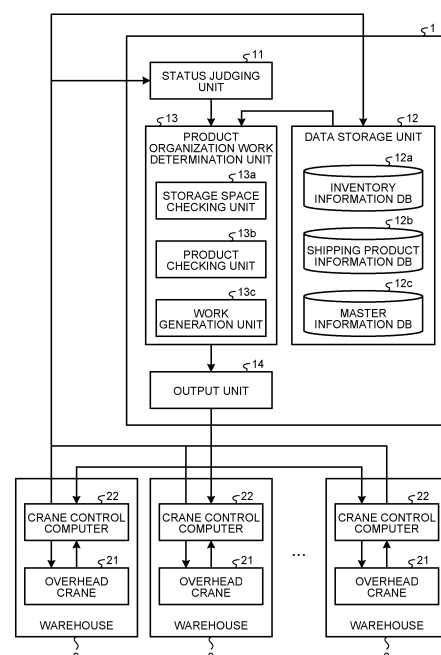 1
11
STATUS JUDGING
UNIT
13
PRODUCT
ORGANIZATION WORK
DETERMINATION UNIT
13a
STORAGE SPACE
CHECKING UNIT
13b
PRODUCT
CHECKING UNIT
13c
WORK
GENERATION UNIT
12
DATA STORAGE UNIT
12a
INVENTORY
INFORMATION DB
12b
SHIPPING PRODUCT
INFORMATION DB
12c
MASTER
INFORMATION DB
14
OUTPUT UNIT
22
CRANE CONTROL
COMPUTER
21
OVERHEAD
CRANE
WAREHOUSE
22
CRANE CONTROL
COMPUTER
21
OVERHEAD
CRANE
WAREHOUSE
...
22
CRANE CONTROL
COMPUTER
21
OVERHEAD
CRANE
WAREHOUSE